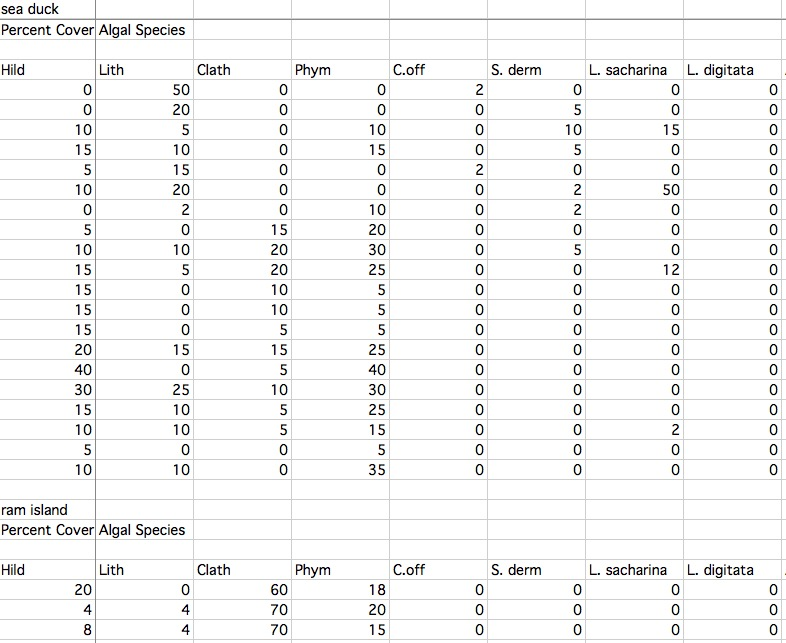 sea duck
Percent Cover Algal Species
Hild Lith Clath Phym C.off S. derm L. sacharina L. digitata
0 50 0 0 2 0 0 0
0 20 0 0 0 5 0 0
10 5 0 10 0 10 15 0
15 10 0 15 0 5 0 0
5 15 0 0 2 0 0 0
10 20 0 0 0 2 50 0
0 2 0 10 0 2 0 0
5 0 15 20 0 0 0 0
10 10 20 30 0 5 0 0
15 5 20 25 0 0 12 0
15 0 10 5 0 0 0 0
15 0 10 5 0 0 0 0
15 0 5 5 0 0 0 0
20 15 15 25 0 0 0 0
40 0 5 40 0 0 0 0
30 25 10 30 0 0 0 0
15 10 5 25 0 0 0 0
10 10 5 15 0 0 2 0
5 0 0 5 0 0 0 0
10 10 0 35 0 0 0 0
ram island
Percent Cover Algal Species
Hild Lith Clath Phym C.off S. derm L. sacharina L. digitata
20 0 60 18 0 0 0 0
4 4 70 20 0 0 0 0
8 4 70 15 0 0 0 0